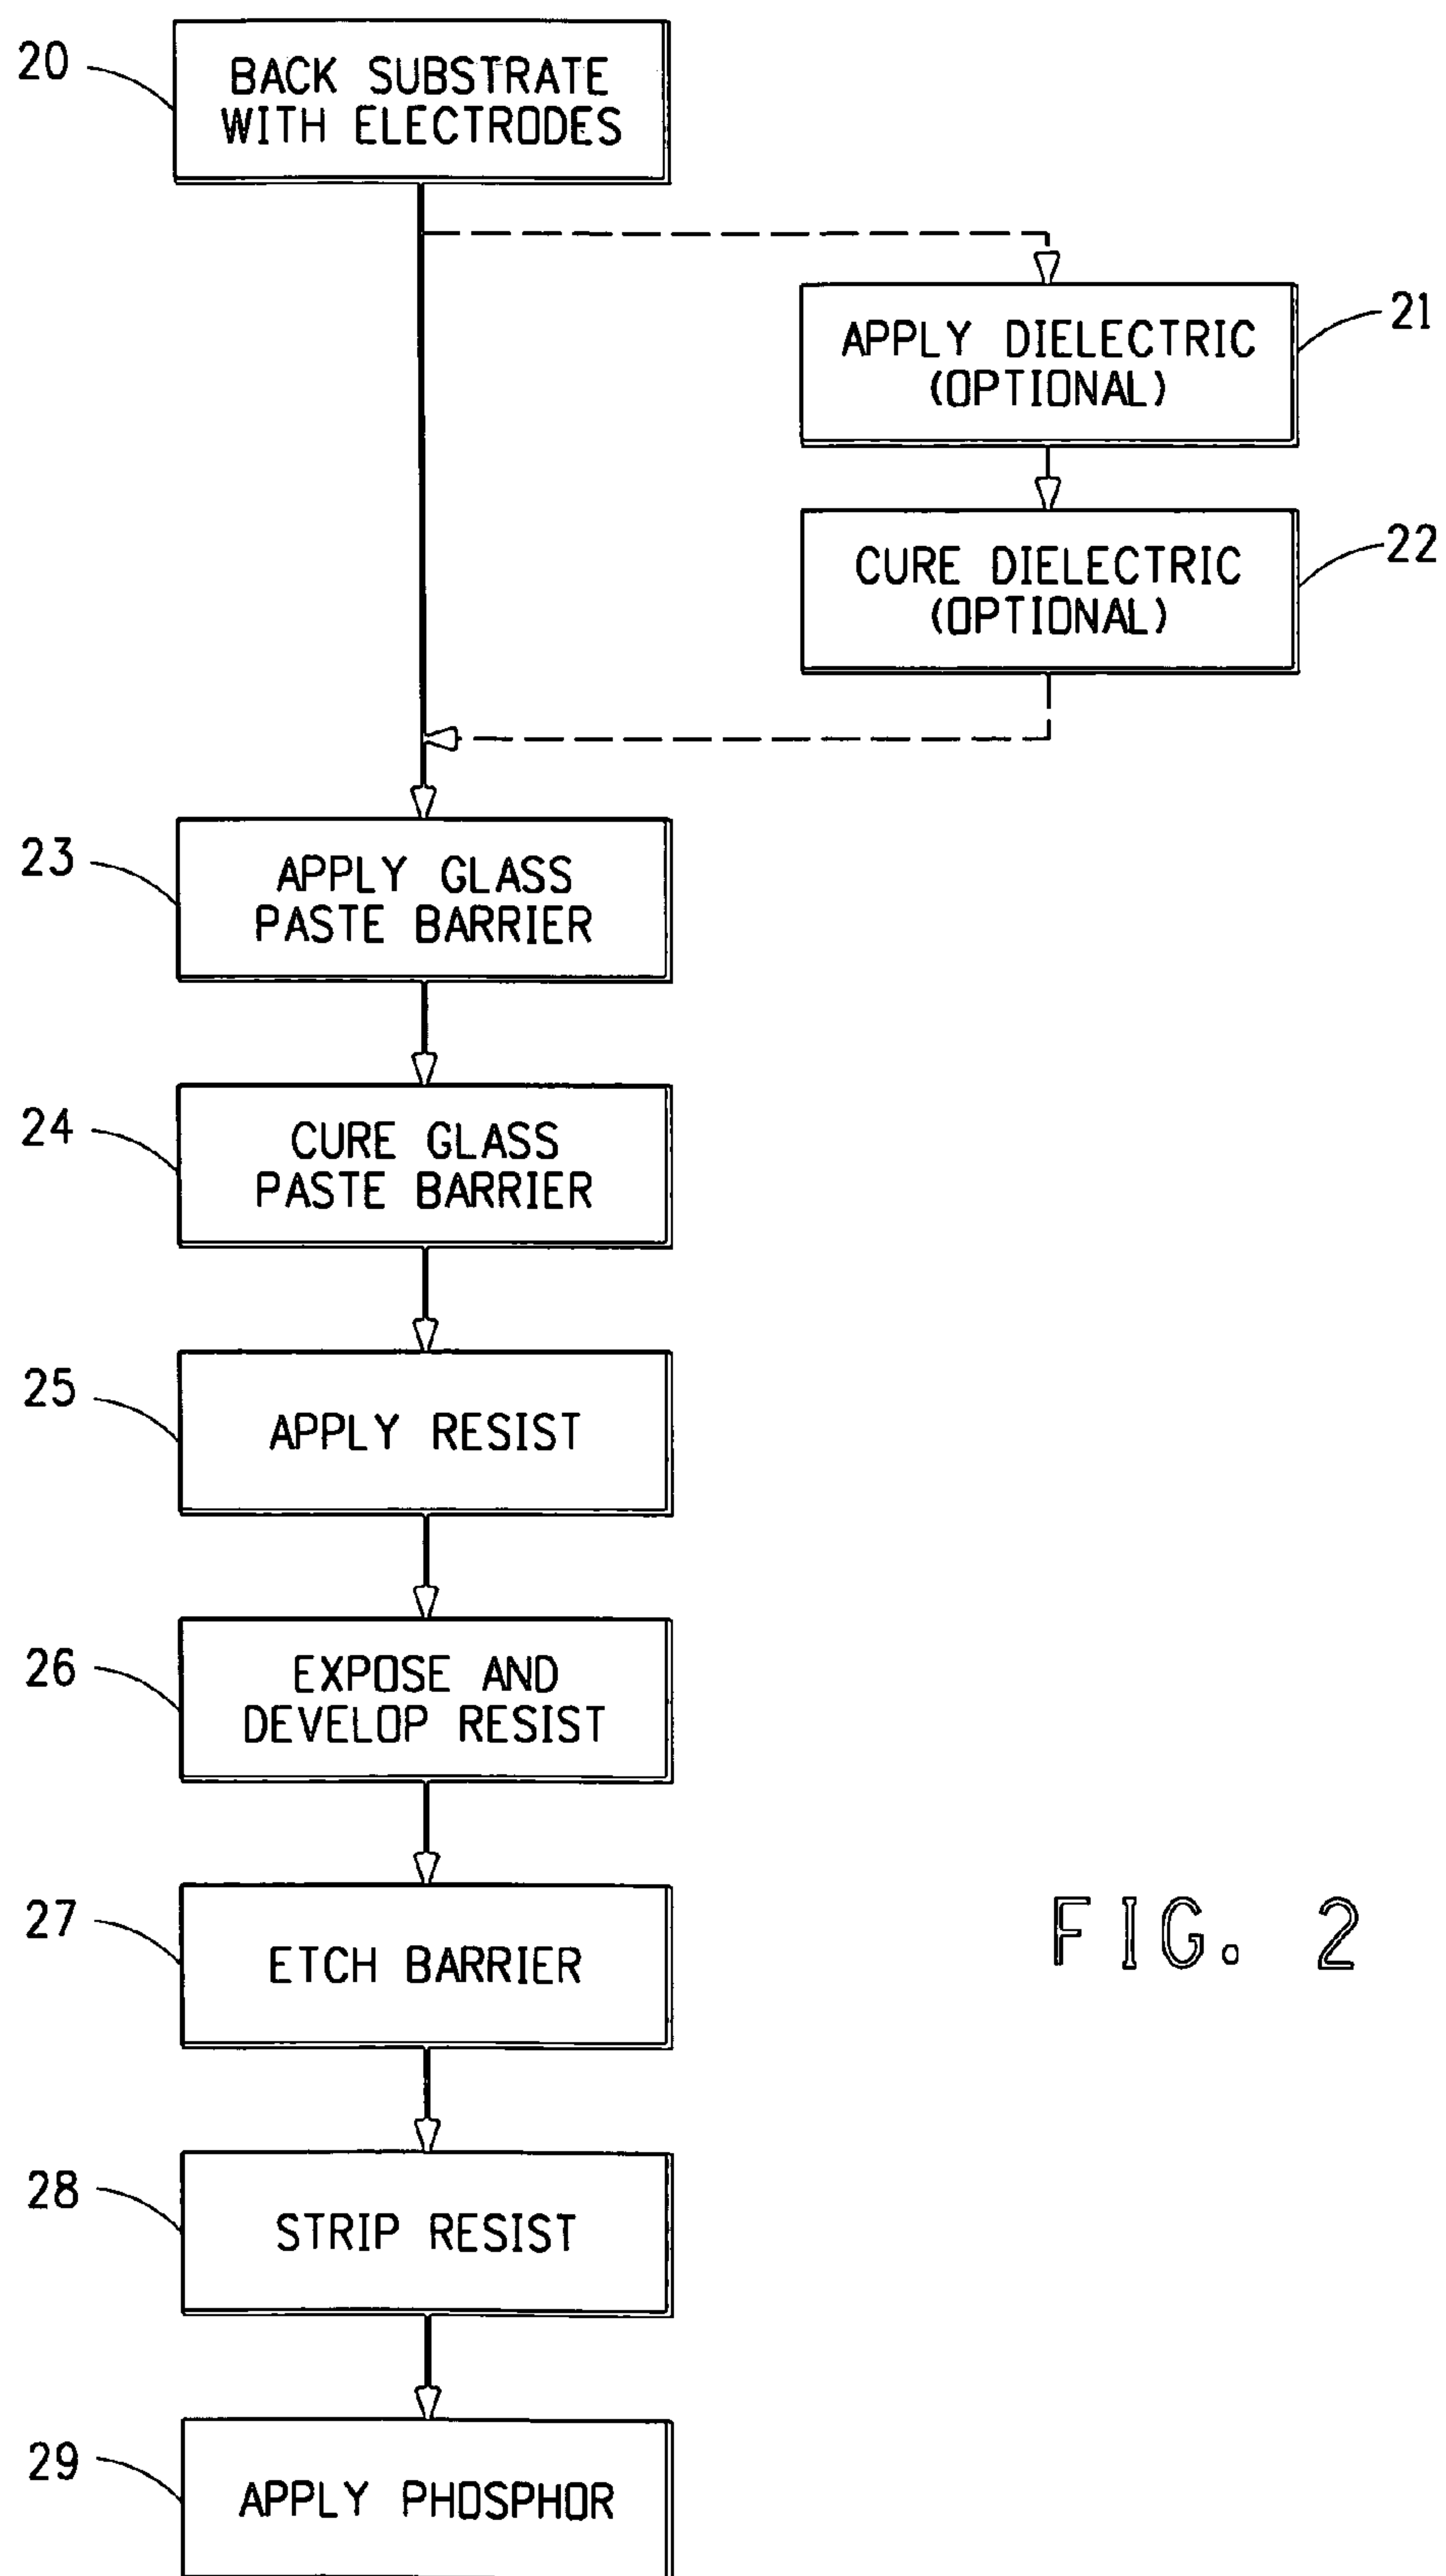 20
BACK SUBSTRATE
WITH ELECTRODES
21
APPLY DIELECTRIC
(OPTIONAL)
22
CURE DIELECTRIC
(OPTIONAL)
23
APPLY GLASS
PASTE BARRIER
24
CURE GLASS
PASTE BARRIER
25
APPLY RESIST
26
EXPOSE AND
DEVELOP RESIST
27
ETCH BARRIER
FIG. 2
28
STRIP RESIST
29
APPLY PHOSPHOR